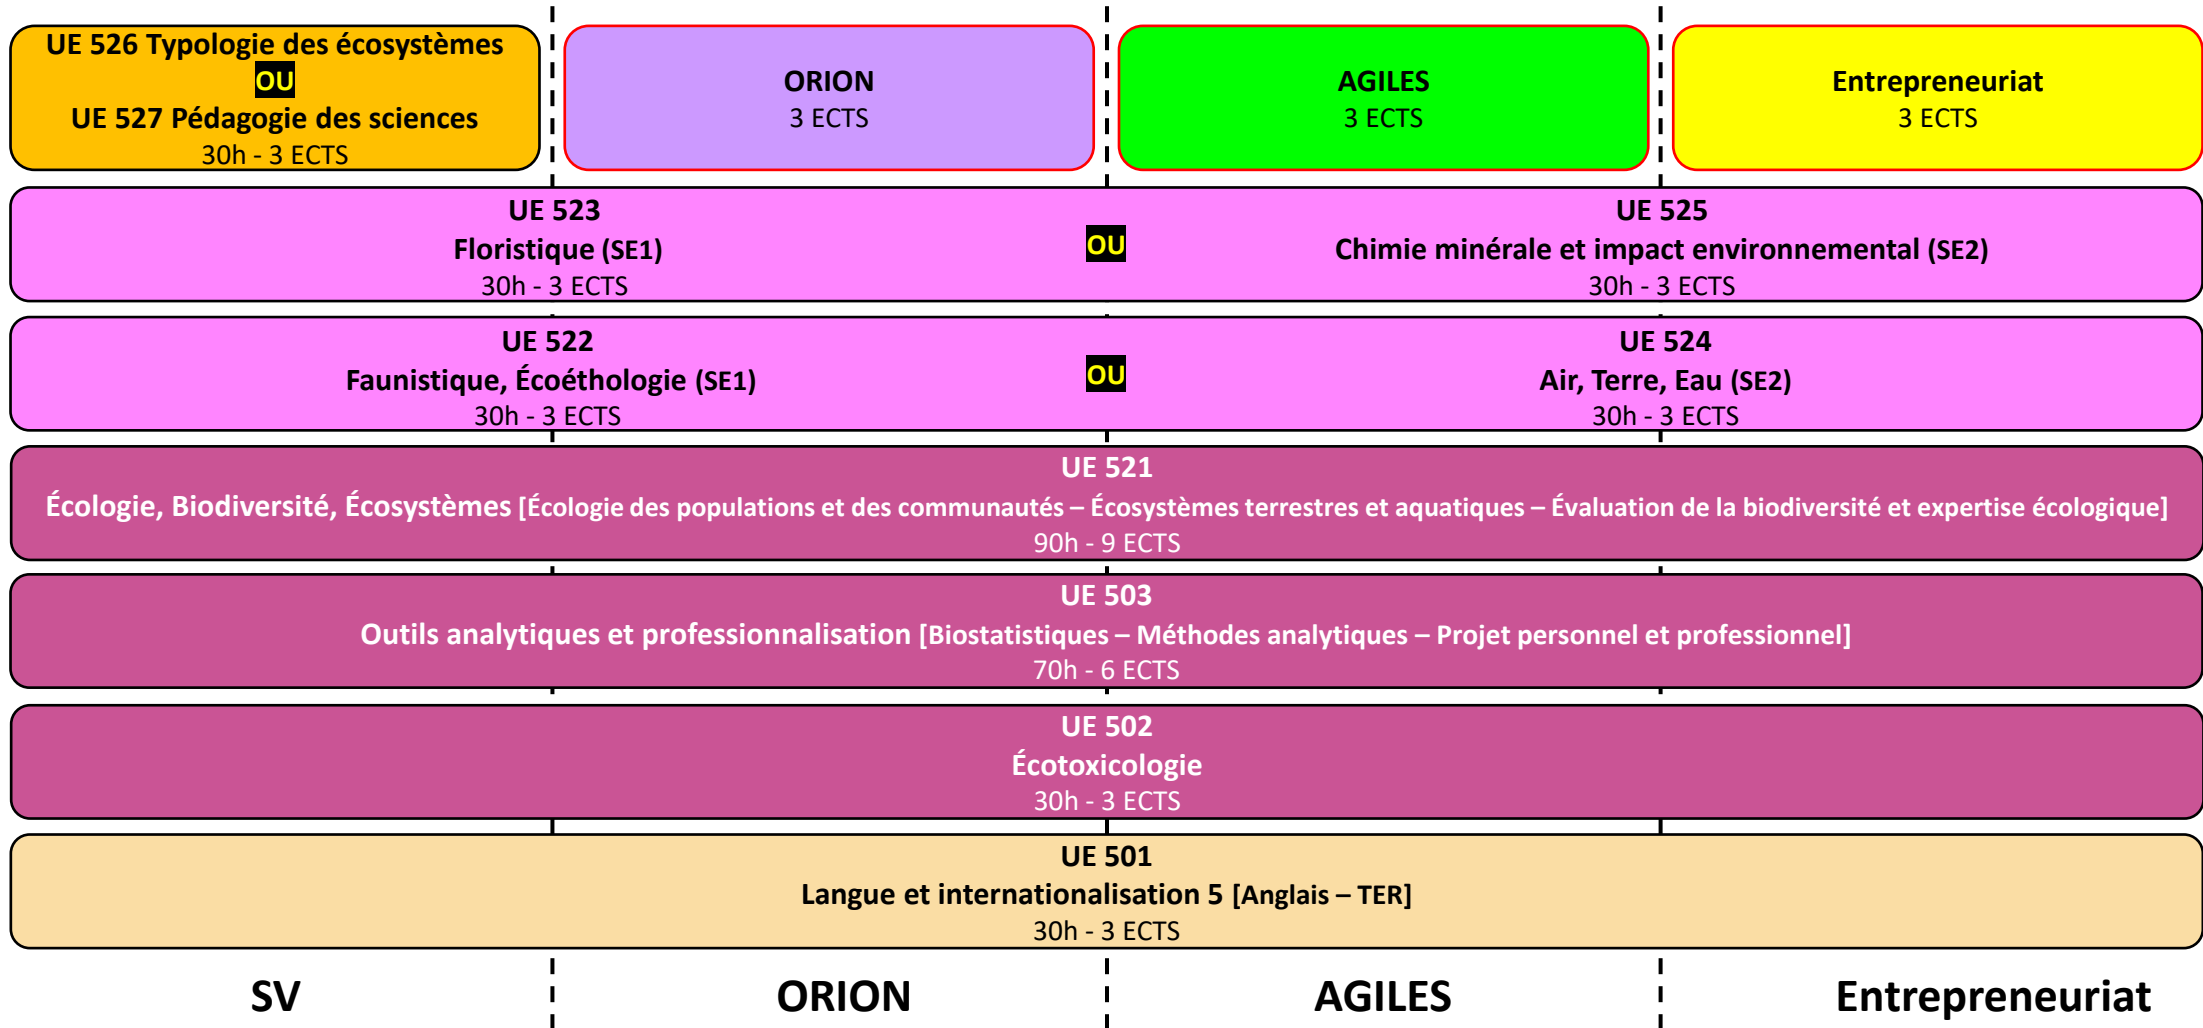 UE 526 Typologie des écosystèmes
OU
UE 527 Pédagogie des sciences
30h - 3 ECTS
ORION
3 ECTS
AGILES
3 ECTS
Entrepreneuriat
3 ECTS
UE 523
Floristique (SE1)
30h - 3 ECTS
OU
UE 525
Chimie minérale et impact environnemental (SE2)
30h - 3 ECTS
UE 522
Faunistique, Écoéthologie (SE1)
30h - 3 ECTS
OU
UE 524
Air, Terre, Eau (SE2)
30h - 3 ECTS
UE 521
Écologie, Biodiversité, Écosystèmes [Écologie des populations et des communautés – Écosystèmes terrestres et aquatiques – Évaluation de la biodiversité et expertise écologique]
90h - 9 ECTS
UE 503
Outils analytiques et professionnalisation [Biostatistiques – Méthodes analytiques – Projet personnel et professionnel]
70h - 6 ECTS
UE 502
Écotoxicologie
30h - 3 ECTS
UE 501
Langue et internationalisation 5 [Anglais – TER]
30h - 3 ECTS
SV
ORION
AGILES
Entrepreneuriat